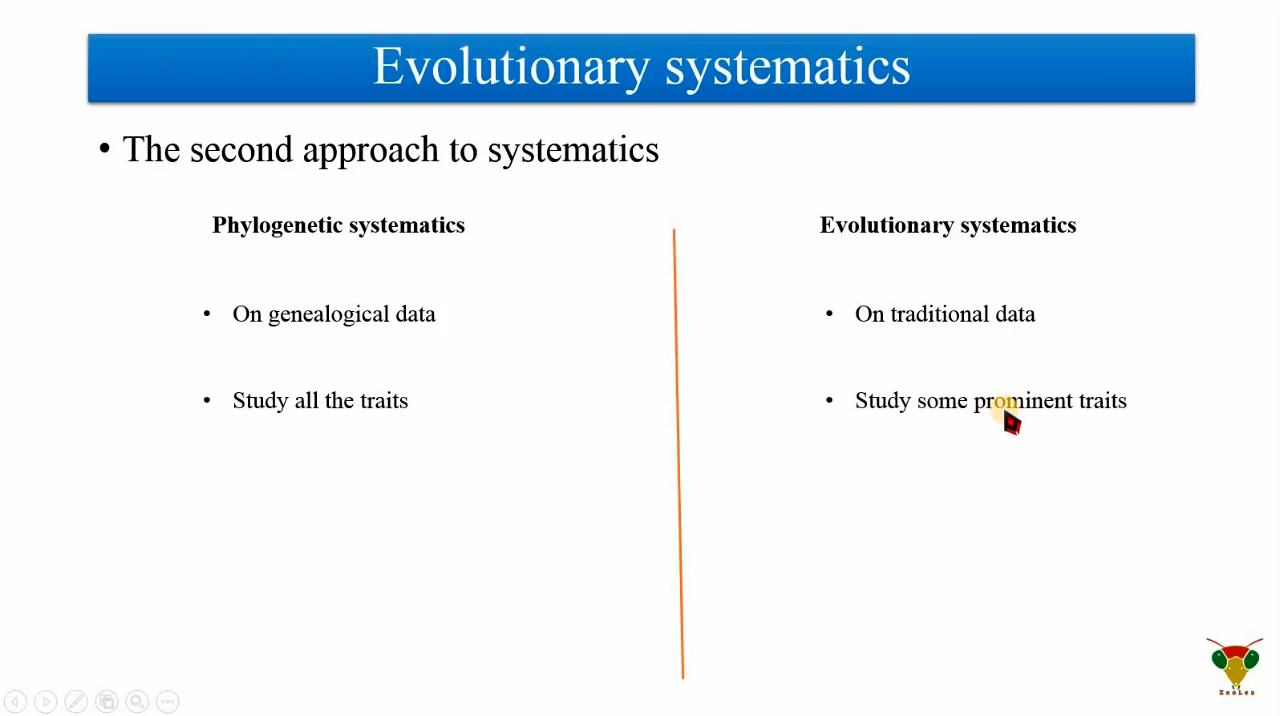 Evolutionary systematics
• The second approach to systematics
Phylogenetic systematics
• On genealogical data
• Study all the traits
Evolutionary systematics
• On traditional data
• Study some prominent traits
ZooLea